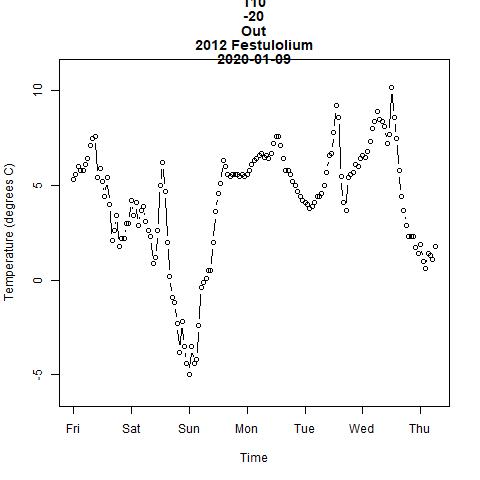 110
-20
Out
2012 Festulolium
2020-01-09
Temperature (degrees C)
10
5
0
-5
Fri Sat Sun Mon Tue Wed Thu
Time